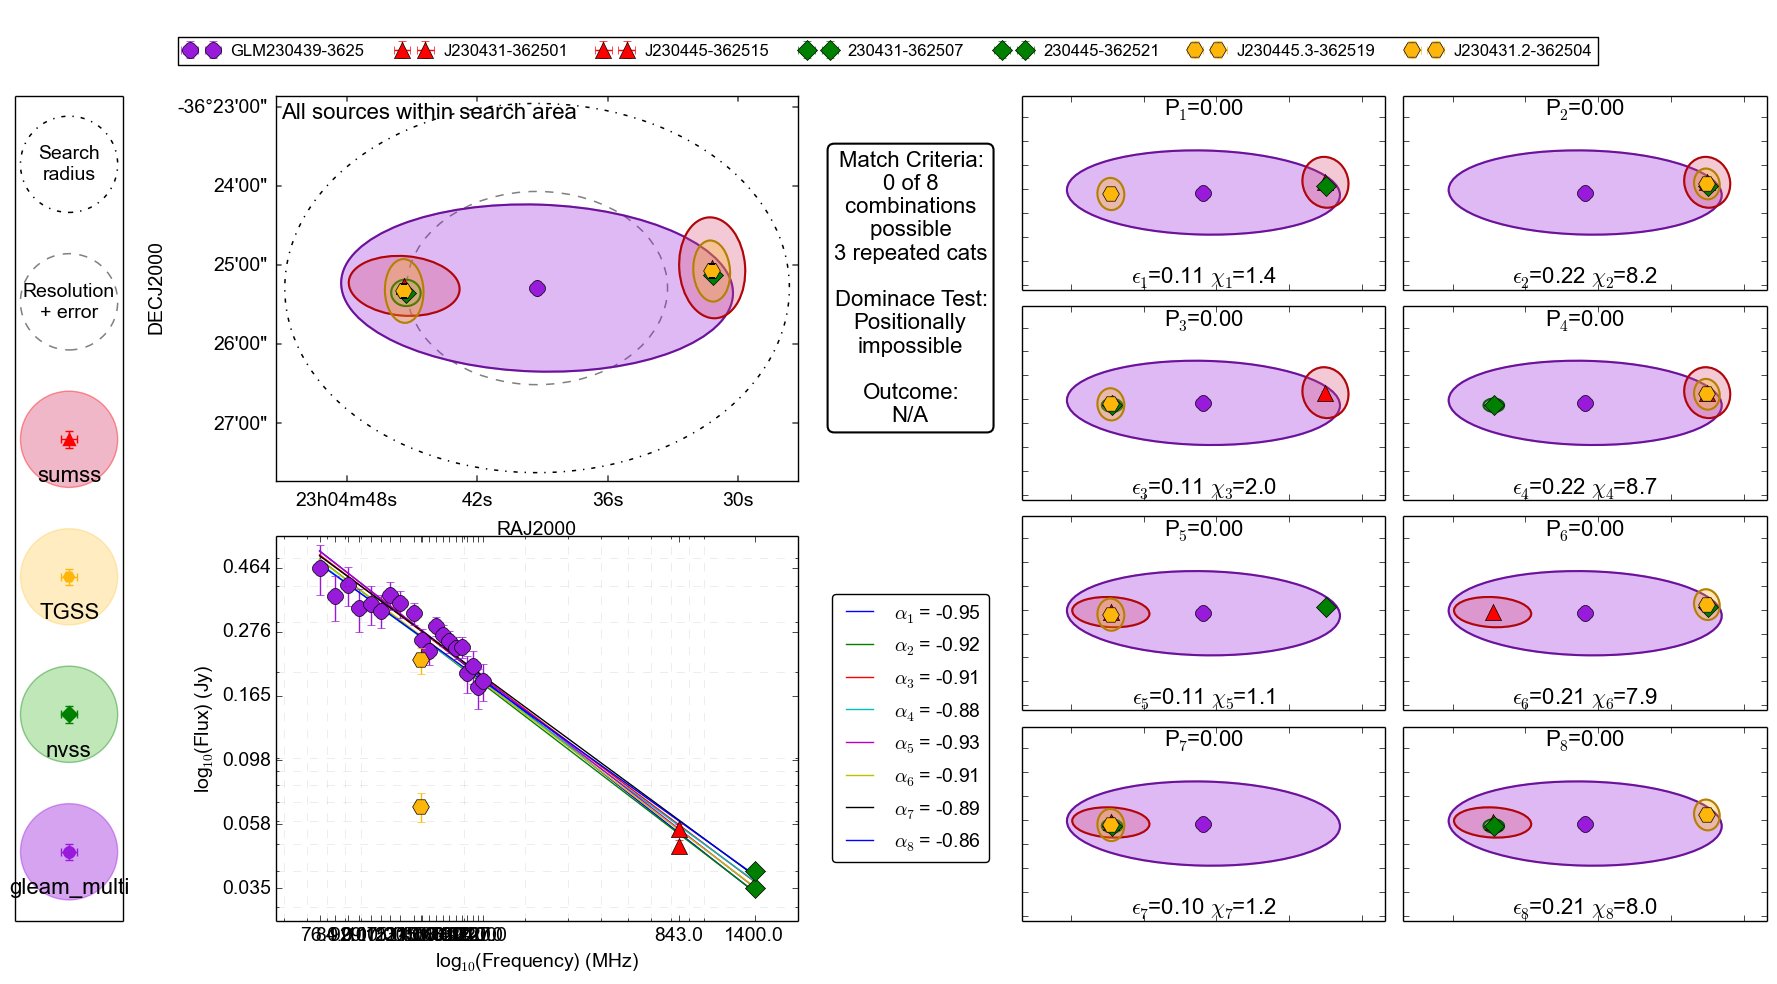 GLM230439-3625 J230431-362501 J230445-362515 230431-362507 230445-362521 J230445.3-362519 J230431.2-362504
Search
radius
Resolution
+ error
sumss
TGSS
nvss
gleam_multi
All sources within search area
-36°23'00"
24'00"
25'00"
26'00"
27'00"
DECJ2000
23h04m48s 42s 36s 30s
RAJ2000
Match Criteria:
0 of 8
combinations
possible
3 repeated cats
Dominace Test:
Positionally
impossible
Outcome:
N/A
0.464
0.276
0.165
0.098
0.058
0.035
log10(Flux) (Jy)
843.0 1400.0
log10(Frequency) (MHz)
α1 = -0.95
α2 = -0.92
α3 = -0.91
α4 = -0.88
α5 = -0.93
α6 = -0.91
α7 = -0.89
α8 = -0.86
P1=0.00
ϵ1=0.11 χ1=1.4
P2=0.00
ϵ2=0.22 χ2=8.2
P3=0.00
ϵ3=0.11 χ3=2.0
P4=0.00
ϵ4=0.22 χ4=8.7
P5=0.00
ϵ5=0.11 χ5=1.1
P6=0.00
ϵ6=0.21 χ6=7.9
P7=0.00
ϵ7=0.10 χ7=1.2
P8=0.00
ϵ8=0.21 χ8=8.0